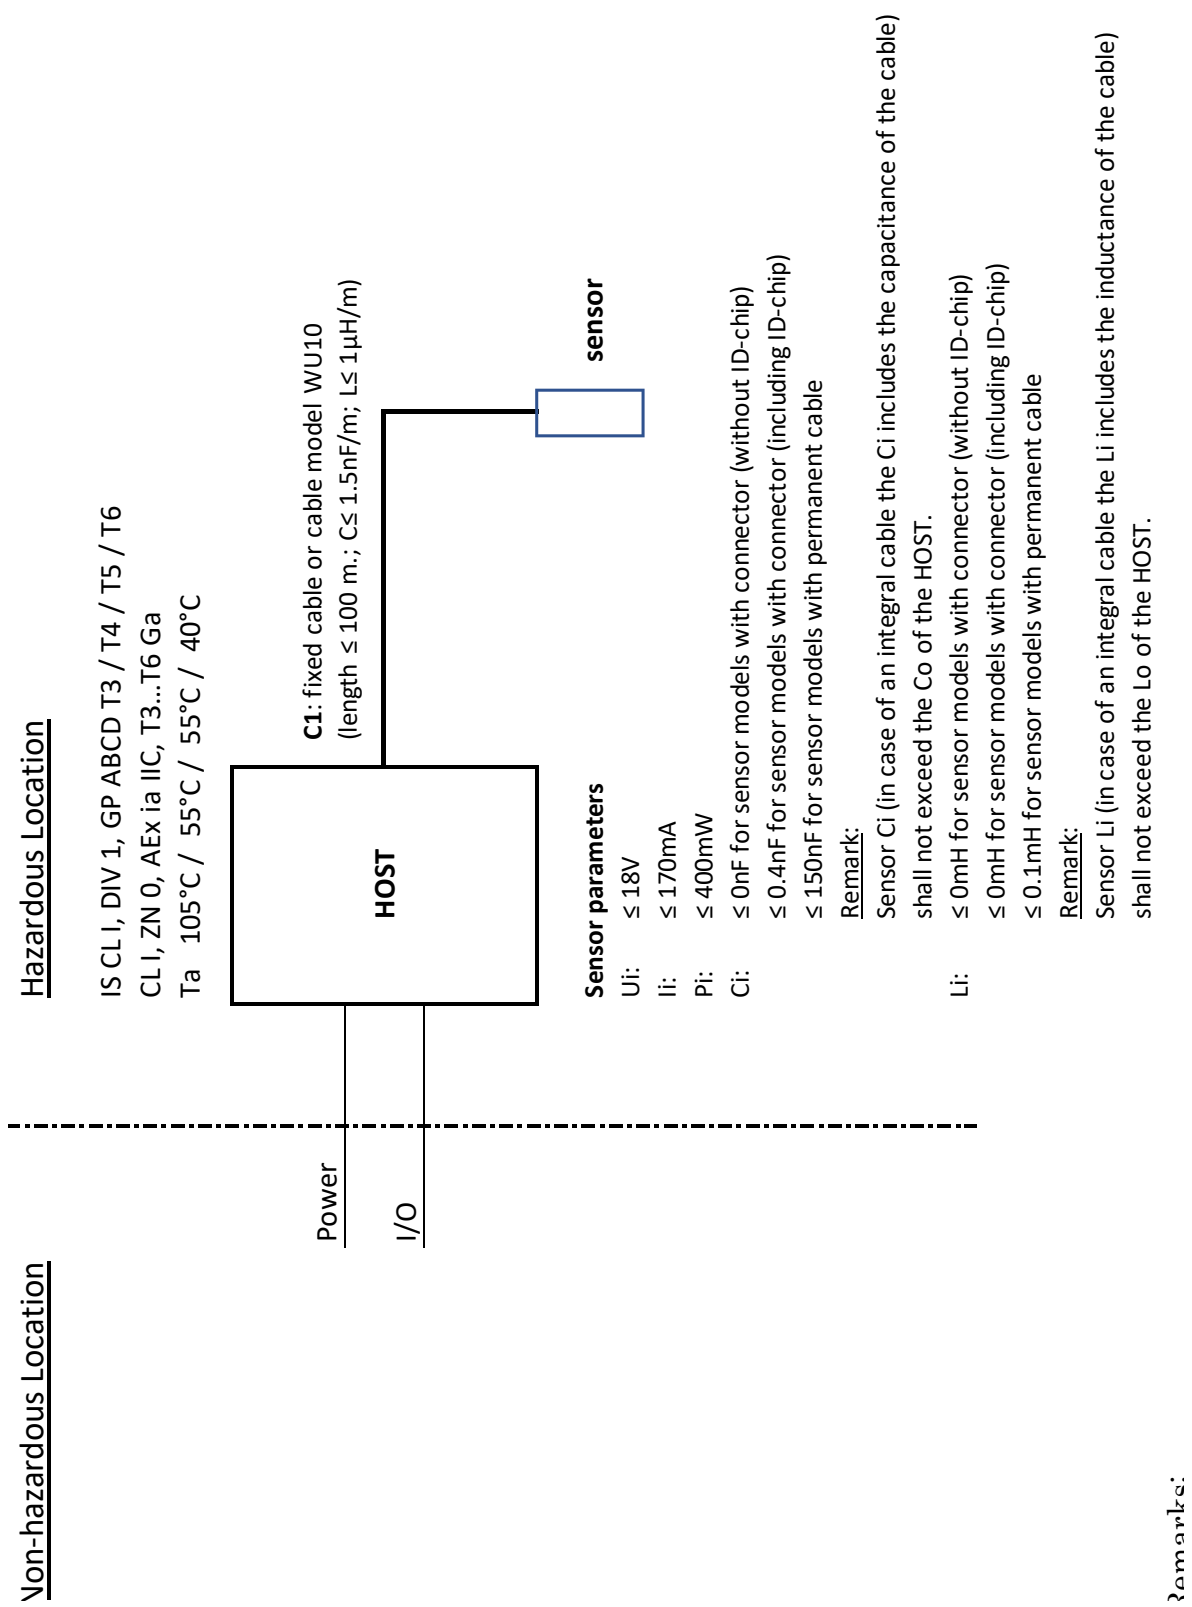 Non-hazardous Location
Hazardous Location
IS CL I, DIV 1, GP ABCD T3 / T4 / T5 / T6
CL I, ZN 0, AEx ia IIC, T3...T6 Ga
Ta 105°C / 55°C / 55°C / 40°C
Power
I/O
HOST
C1: fixed cable or cable model WU10
(length ≤ 100 m.; C≤ 1.5nF/m; L≤ 1µH/m)
sensor
Sensor parameters
Ui: ≤ 18V
Ii: ≤ 170mA
Pi: ≤ 400mW
Ci: ≤ 0nF for sensor models with connector (without ID-chip)
≤ 0.4nF for sensor models with connector (including ID-chip)
≤ 150nF for sensor models with permanent cable
Remark:
Sensor Ci (in case of an integral cable the Ci includes the capacitance of the cable)
shall not exceed the Co of the HOST.
Li: ≤ 0mH for sensor models with connector (without ID-chip)
≤ 0mH for sensor models with connector (including ID-chip)
≤ 0.1mH for sensor models with permanent cable
Remark:
Sensor Li (in case of an integral cable the Li includes the inductance of the cable)
shall not exceed the Lo of the HOST.
Remarks: